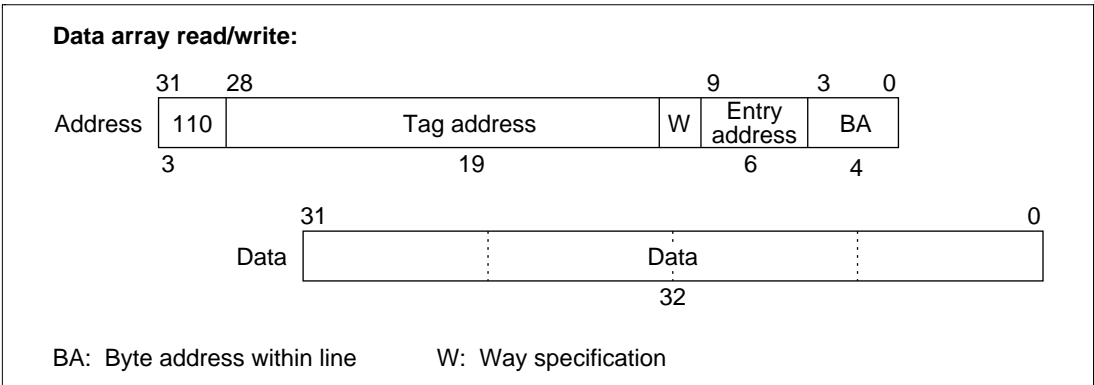 Data array read/write:
31 28 9 3 0
Address 110 Tag address W Entry address BA
3 19 6 4
31 0
Data Data
32
BA: Byte address within line W: Way specification